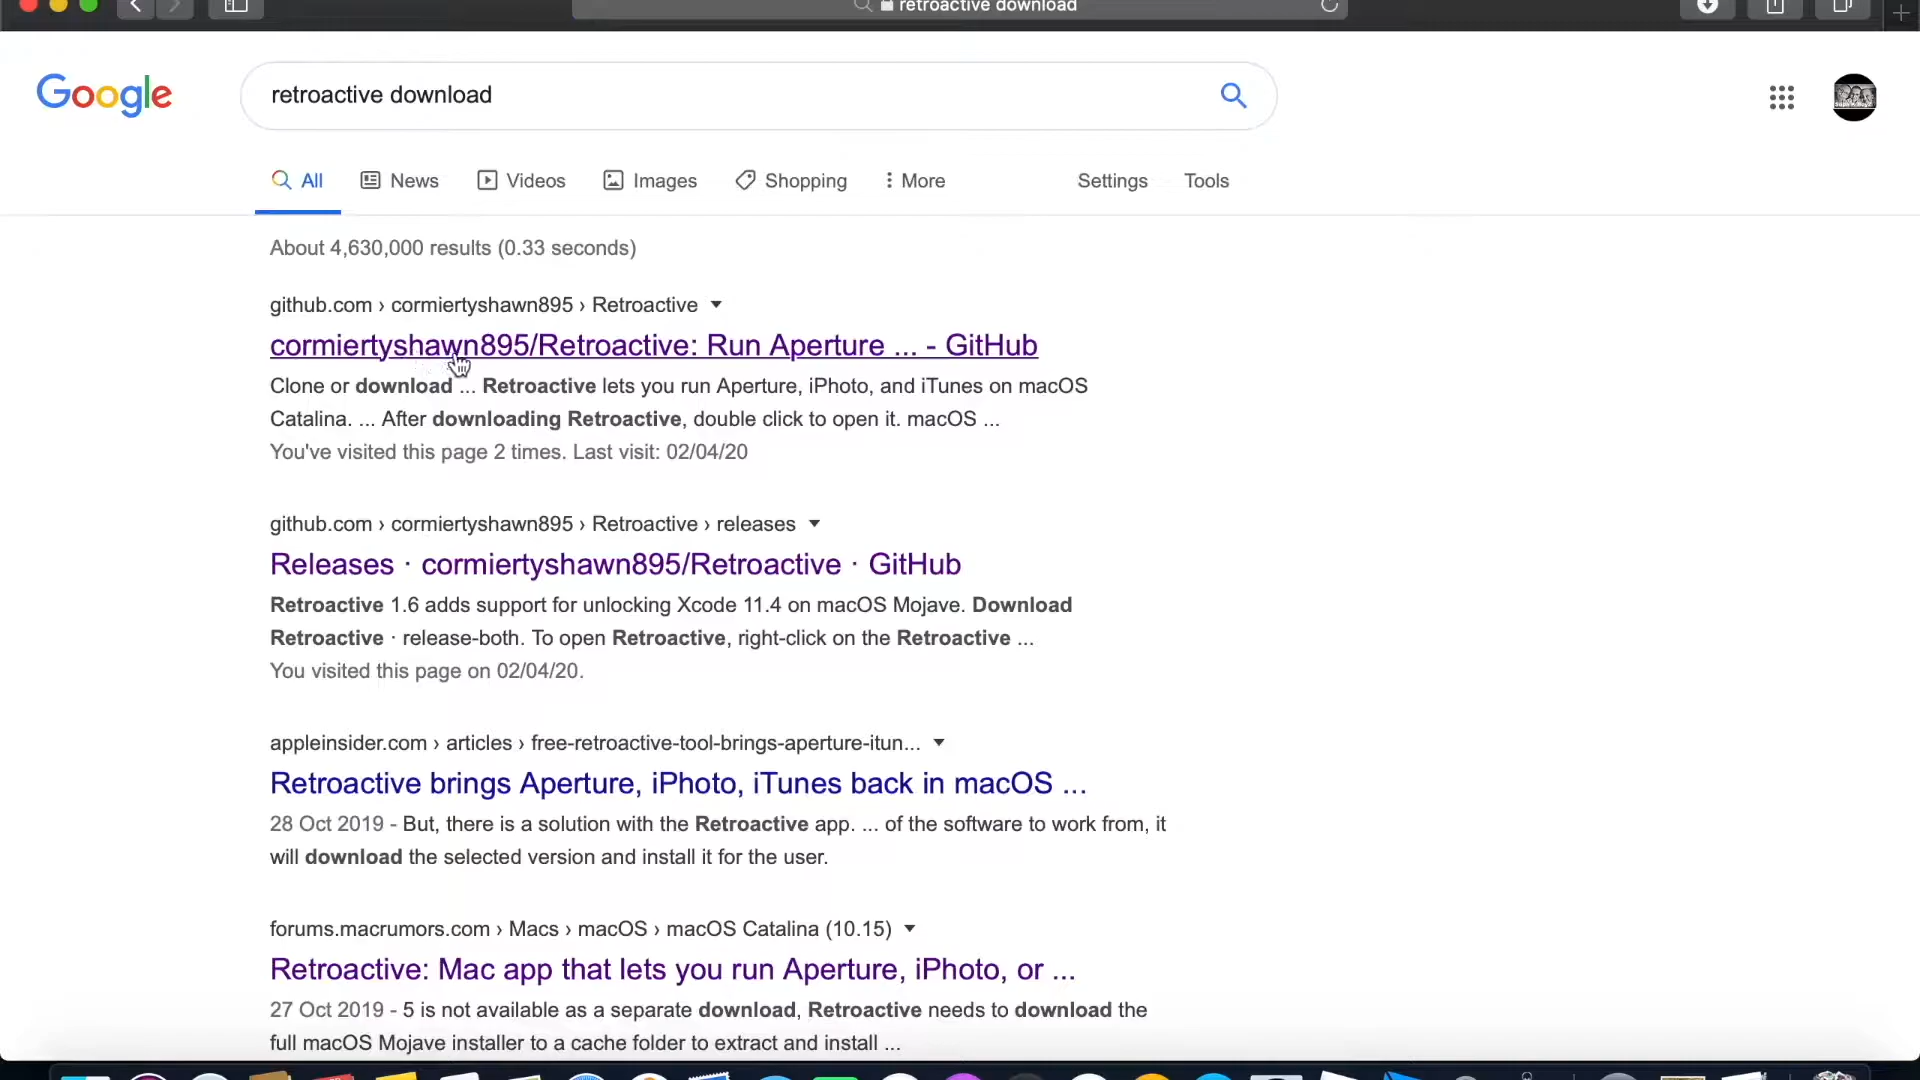 retroactive download
Google
retroactive download
All News Videos Images Shopping More Settings Tools
About 4,630,000 results (0.33 seconds)
github.com › cormiertyshawn895 › Retroactive
cormiertyshawn895/Retroactive: Run Aperture ... - GitHub
Clone or download ... Retroactive lets you run Aperture, iPhoto, and iTunes on macOS
Catalina. ... After downloading Retroactive, double click to open it. macOS ...
You've visited this page 2 times. Last visit: 02/04/20
github.com › cormiertyshawn895 › Retroactive › releases
Releases · cormiertyshawn895/Retroactive · GitHub
Retroactive 1.6 adds support for unlocking Xcode 11.4 on macOS Mojave. Download
Retroactive · release-both. To open Retroactive, right-click on the Retroactive ...
You visited this page on 02/04/20.
appleinsider.com › articles › free-retroactive-tool-brings-aperture-itun...
Retroactive brings Aperture, iPhoto, iTunes back in macOS ...
28 Oct 2019 - But, there is a solution with the Retroactive app. ... of the software to work from, it
will download the selected version and install it for the user.
forums.macrumors.com › Macs › macOS › macOS Catalina (10.15)
Retroactive: Mac app that lets you run Aperture, iPhoto, or ...
27 Oct 2019 - 5 is not available as a separate download, Retroactive needs to download the
full macOS Mojave installer to a cache folder to extract and install ...